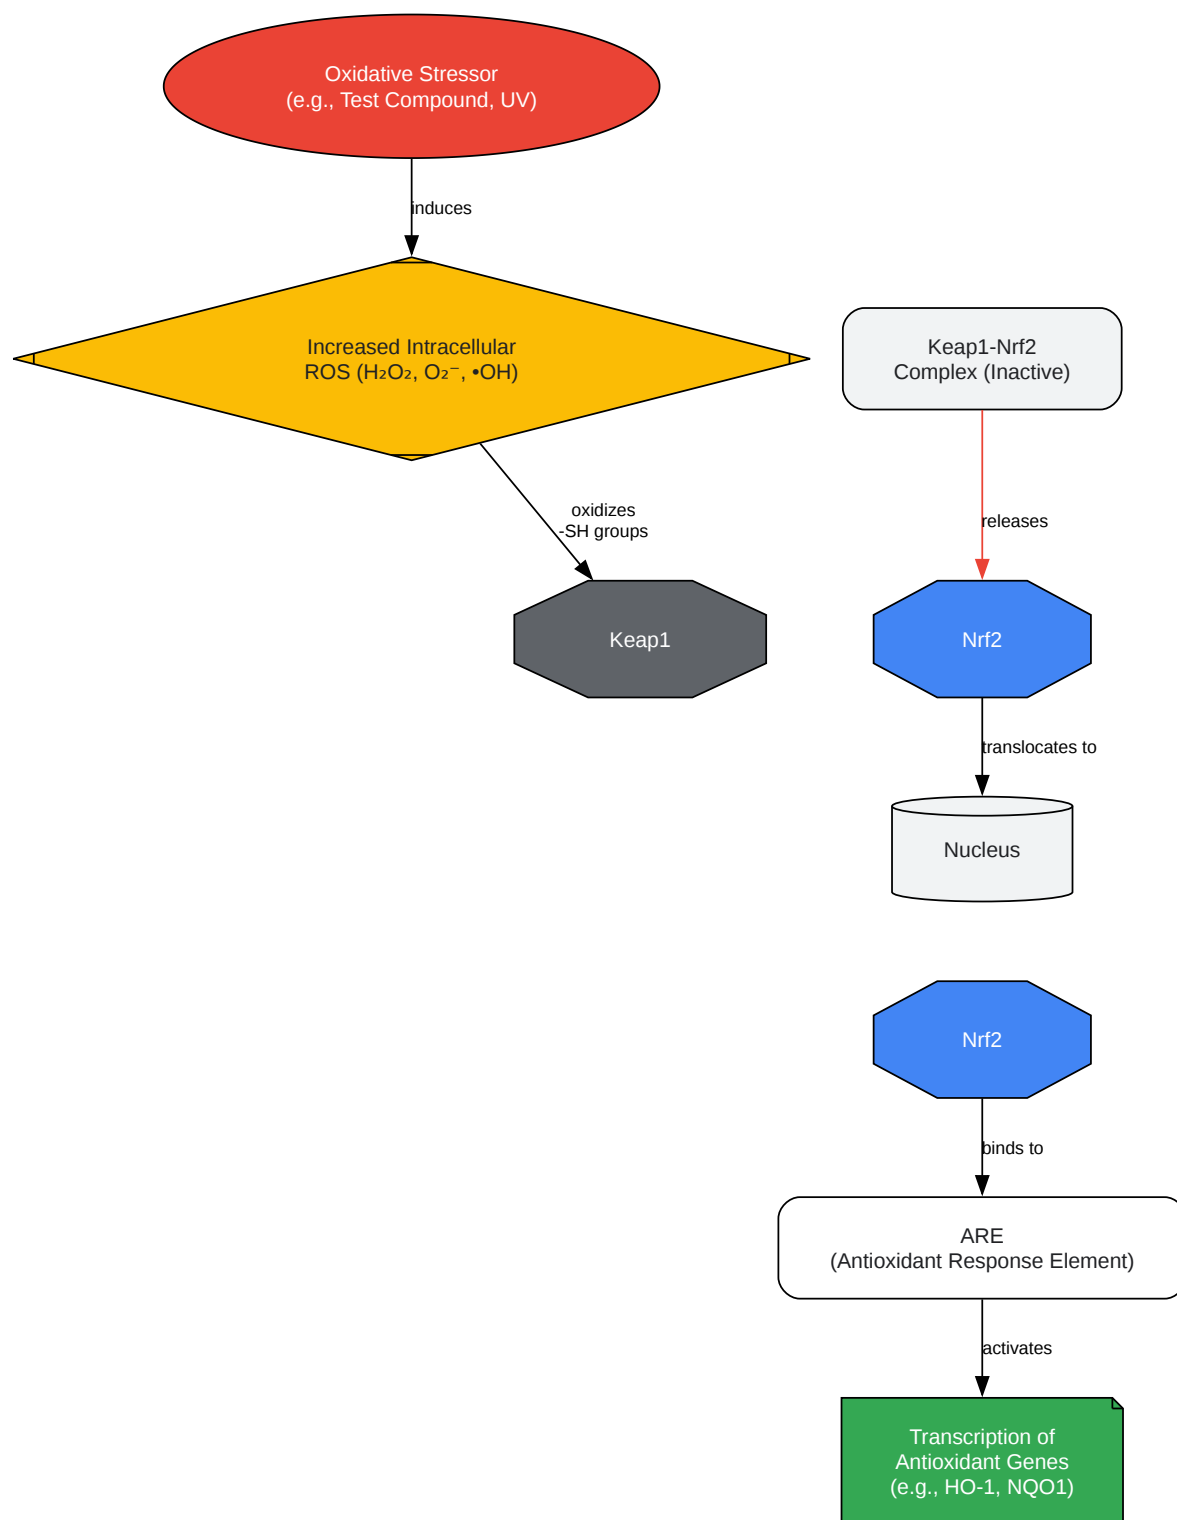 Oxidative Stressor
(e.g., Test Compound, UV)
induces
Increased Intracellular
ROS (H₂O₂, O₂⁻, •OH)
Keap1-Nrf2
Complex (Inactive)
oxidizes
-SH groups
releases
Keap1
Nrf2
translocates to
Nucleus
Nrf2
binds to
ARE
(Antioxidant Response Element)
activates
Transcription of
Antioxidant Genes
(e.g., HO-1, NQO1)